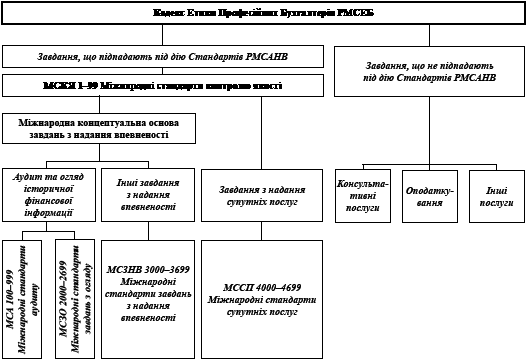 Кодекс Етики Професійних Бухгалтерів РМСЕБ
Завдання, що підпадають під дію Стандартів РМСАНВ
Завдання, що не підпадають
під дію Стандартів РМСАНВ
МСКЯ 1–99 Міжнародні стандарти контролю якості
Міжнародна концептуальна основа
завдань з надання впевненості
Аудит та огляд
історичної
фінансової
інформації
Інші завдання
з надання
впевненості
Завдання з надання
супутніх послуг
Консульта-
тивні
послуги
Оподатку-
вання
Інші
послуги
МСА 100–999
Міжнародні стандарти
аудиту
МСЗО 2000–2699
Міжнародні стандарти
завдань з огляду
МСЗНВ 3000–3699
Міжнародні
стандарти завдань
з надання
впевненості
МССП 4000–4699
Міжнародні стандарти
супутніх послуг